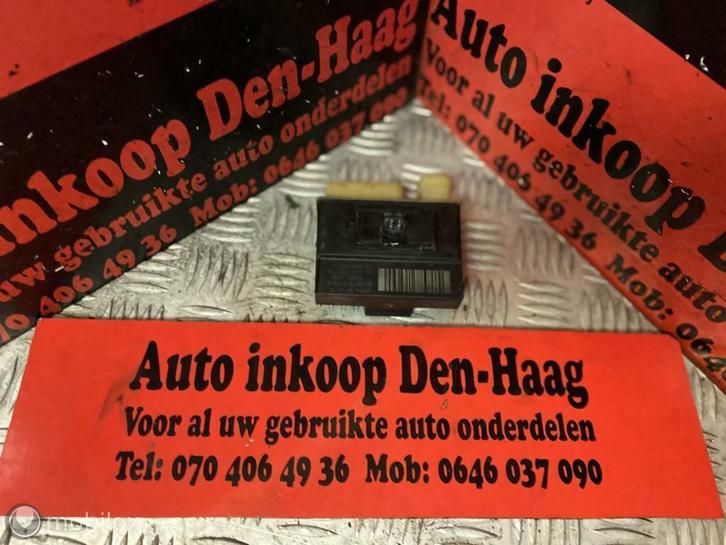 inkoop Den-Haag
uw gebruikte auto onderdelen
070 406 49 36 Mob: 0646 037 090
Auto inkoop D
Voor al uw gebruikte auto
Tel: 070 406 49 36 Mob: 0646
Auto inkoop Den-Haag
Voor al uw gebruikte auto onderdelen
Tel: 070 406 49 36 Mob: 0646 037 090